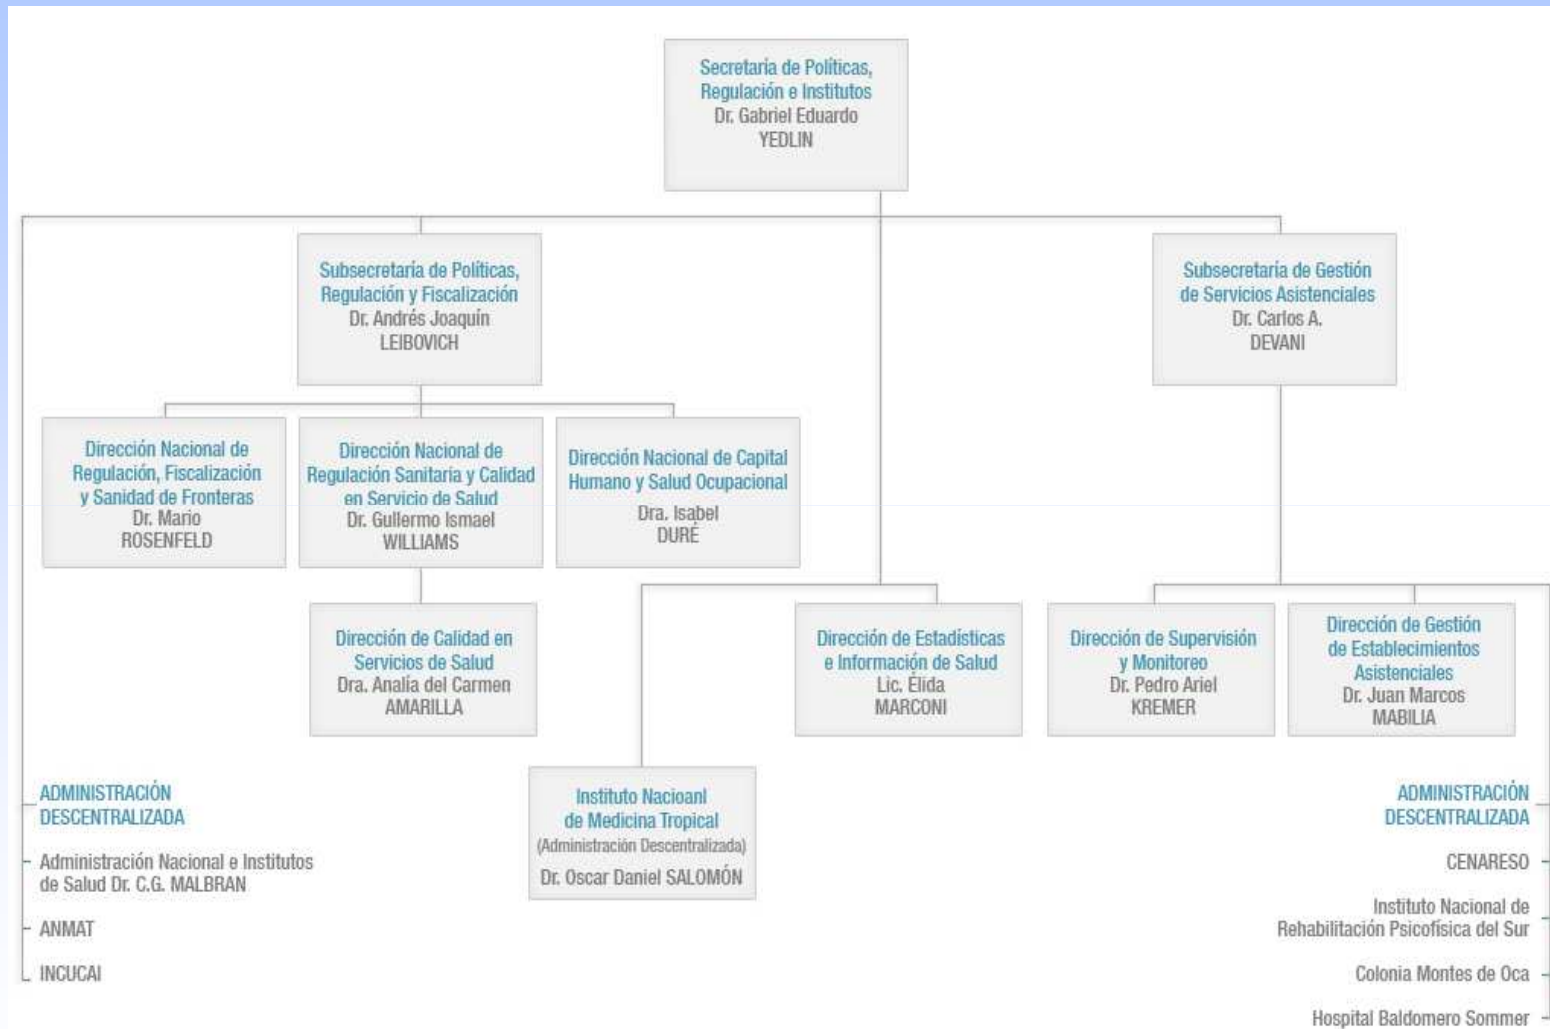 Secretaría de Políticas,
Regulación e Institutos
Dr. Gabriel Eduardo
YEDLIN
Subsecretaría de Políticas,
Regulación y Fiscalización
Dr. Andrés Joaquín
LEIBOVICH
Subsecretaría de Gestión
de Servicios Asistenciales
Dr. Carlos A.
DEVANI
Dirección Nacional de
Regulación, Fiscalización
y Sanidad de Fronteras
Dr. Mario
ROSENFELD
Dirección Nacional de
Regulación Sanitaria y Calidad
en Servicio de Salud
Dr. Gullermo Ismael
WILLIAMS
Dirección Nacional de Capital
Humano y Salud Ocupacional
Dra. Isabel
DURÉ
Dirección de Calidad en
Servicios de Salud
Dra. Analía del Carmen
AMARILLA
Dirección de Estadísticas
e Información de Salud
Lic. Élida
MARCONI
Dirección de Supervisión
y Monitoreo
Dr. Pedro Ariel
KREMER
Dirección de Gestión
de Establecimientos
Asistenciales
Dr. Juan Marcos
MABILIA
Instituto Nacioanl
de Medicina Tropical
(Administración Descentralizada)
Dr. Oscar Daniel SALOMÓN
ADMINISTRACIÓN
DESCENTRALIZADA
Administración Nacional e Institutos
de Salud Dr. C.G. MALBRAN
ANMAT
INCUCAI
ADMINISTRACIÓN
DESCENTRALIZADA
CENARESO
Instituto Nacional de
Rehabilitación Psicofísica del Sur
Colonia Montes de Oca
Hospital Baldomero Sommer